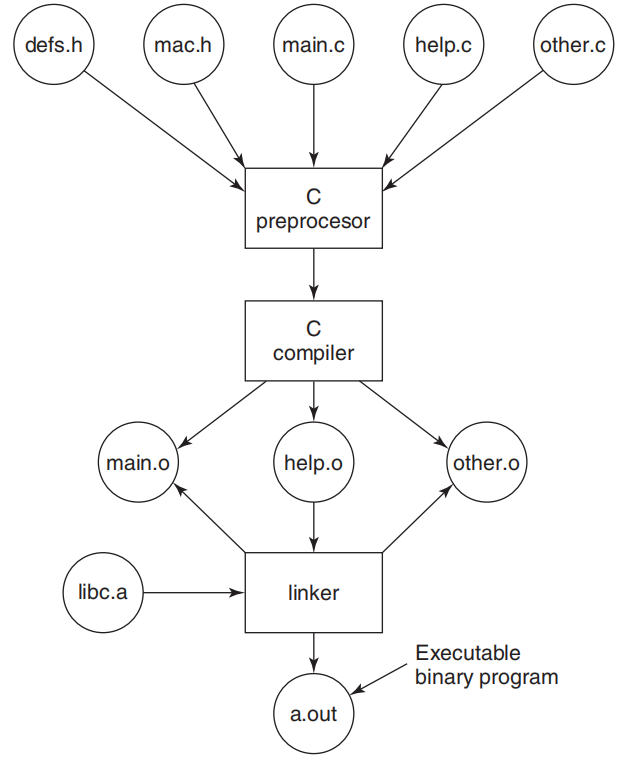 defs.h
mac.h
main.c
help.c
other.c
C
preprocesor
C
compiler
main.o
help.o
other.o
libc.a
linker
Executable
binary program
a.out